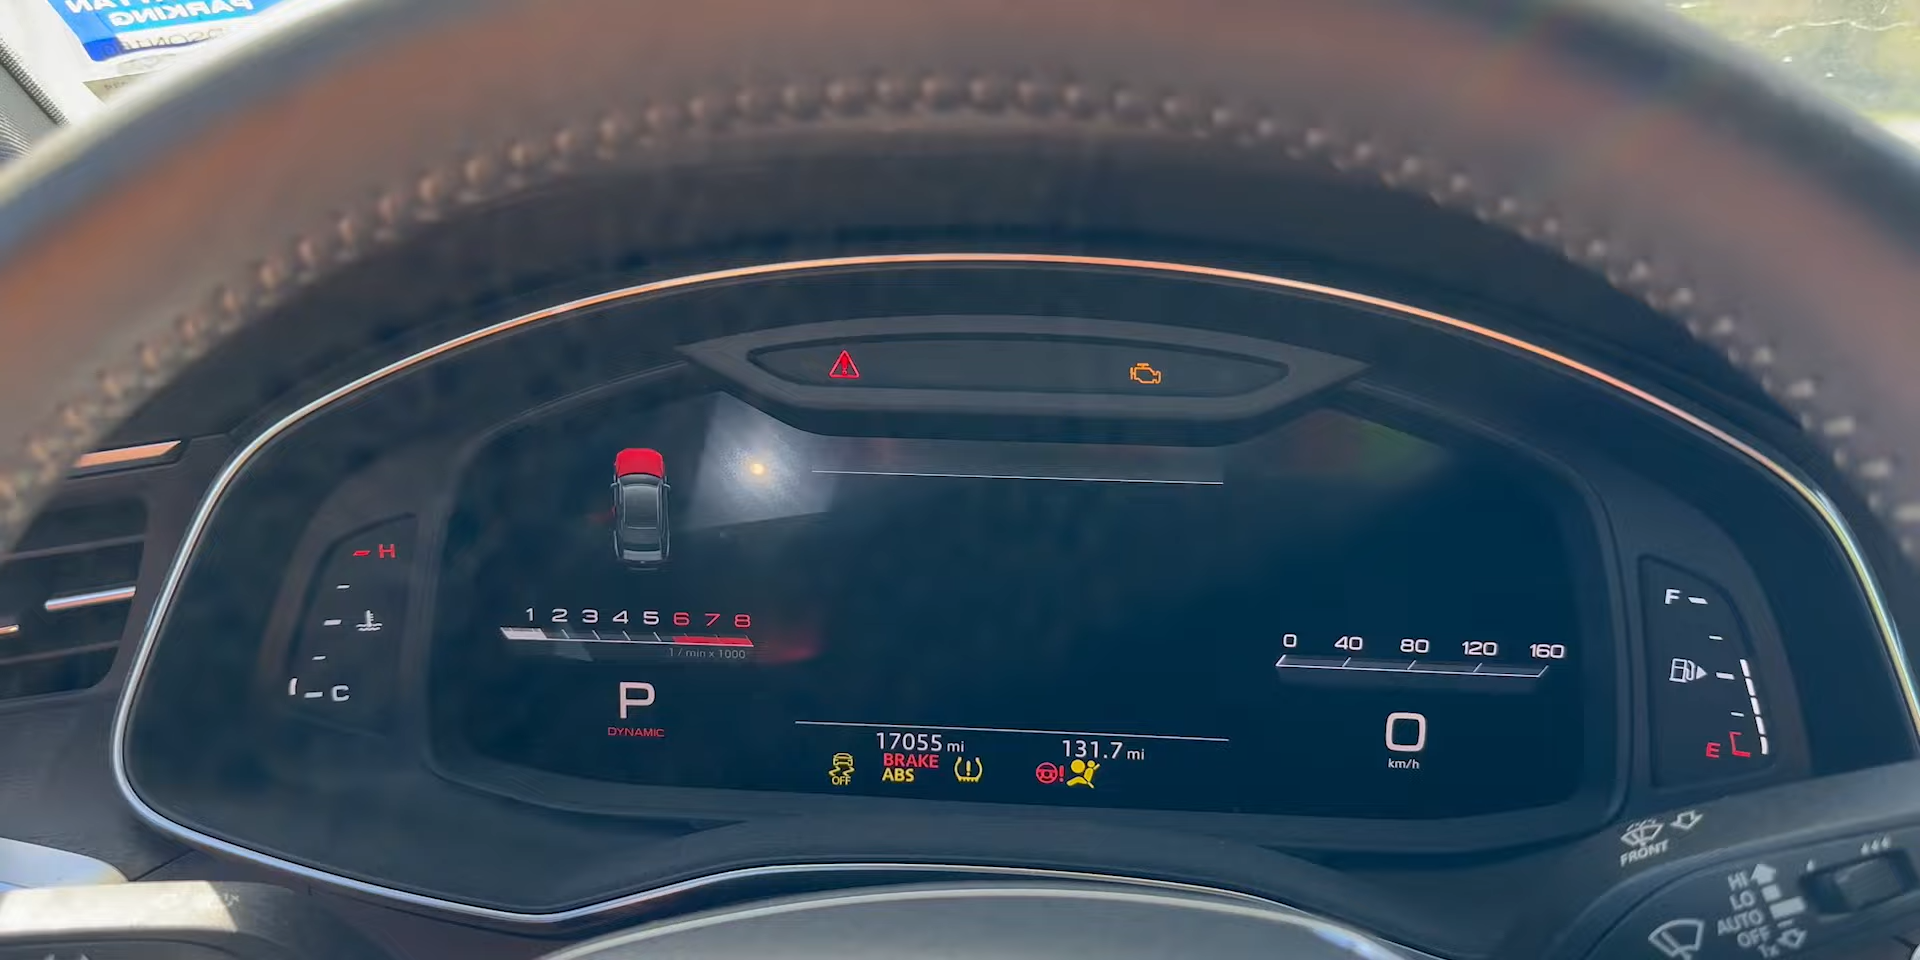 PARKING
H
C
1 2 3 4 5 6 7 8
1 / min x 1000
P
DYNAMIC
17055 mi
131.7 mi
OFF
BRAKE
ABS
0 40 80 120 160
0
km/h
F
E
FRONT
HI
LO
AUTO
OFF
1x